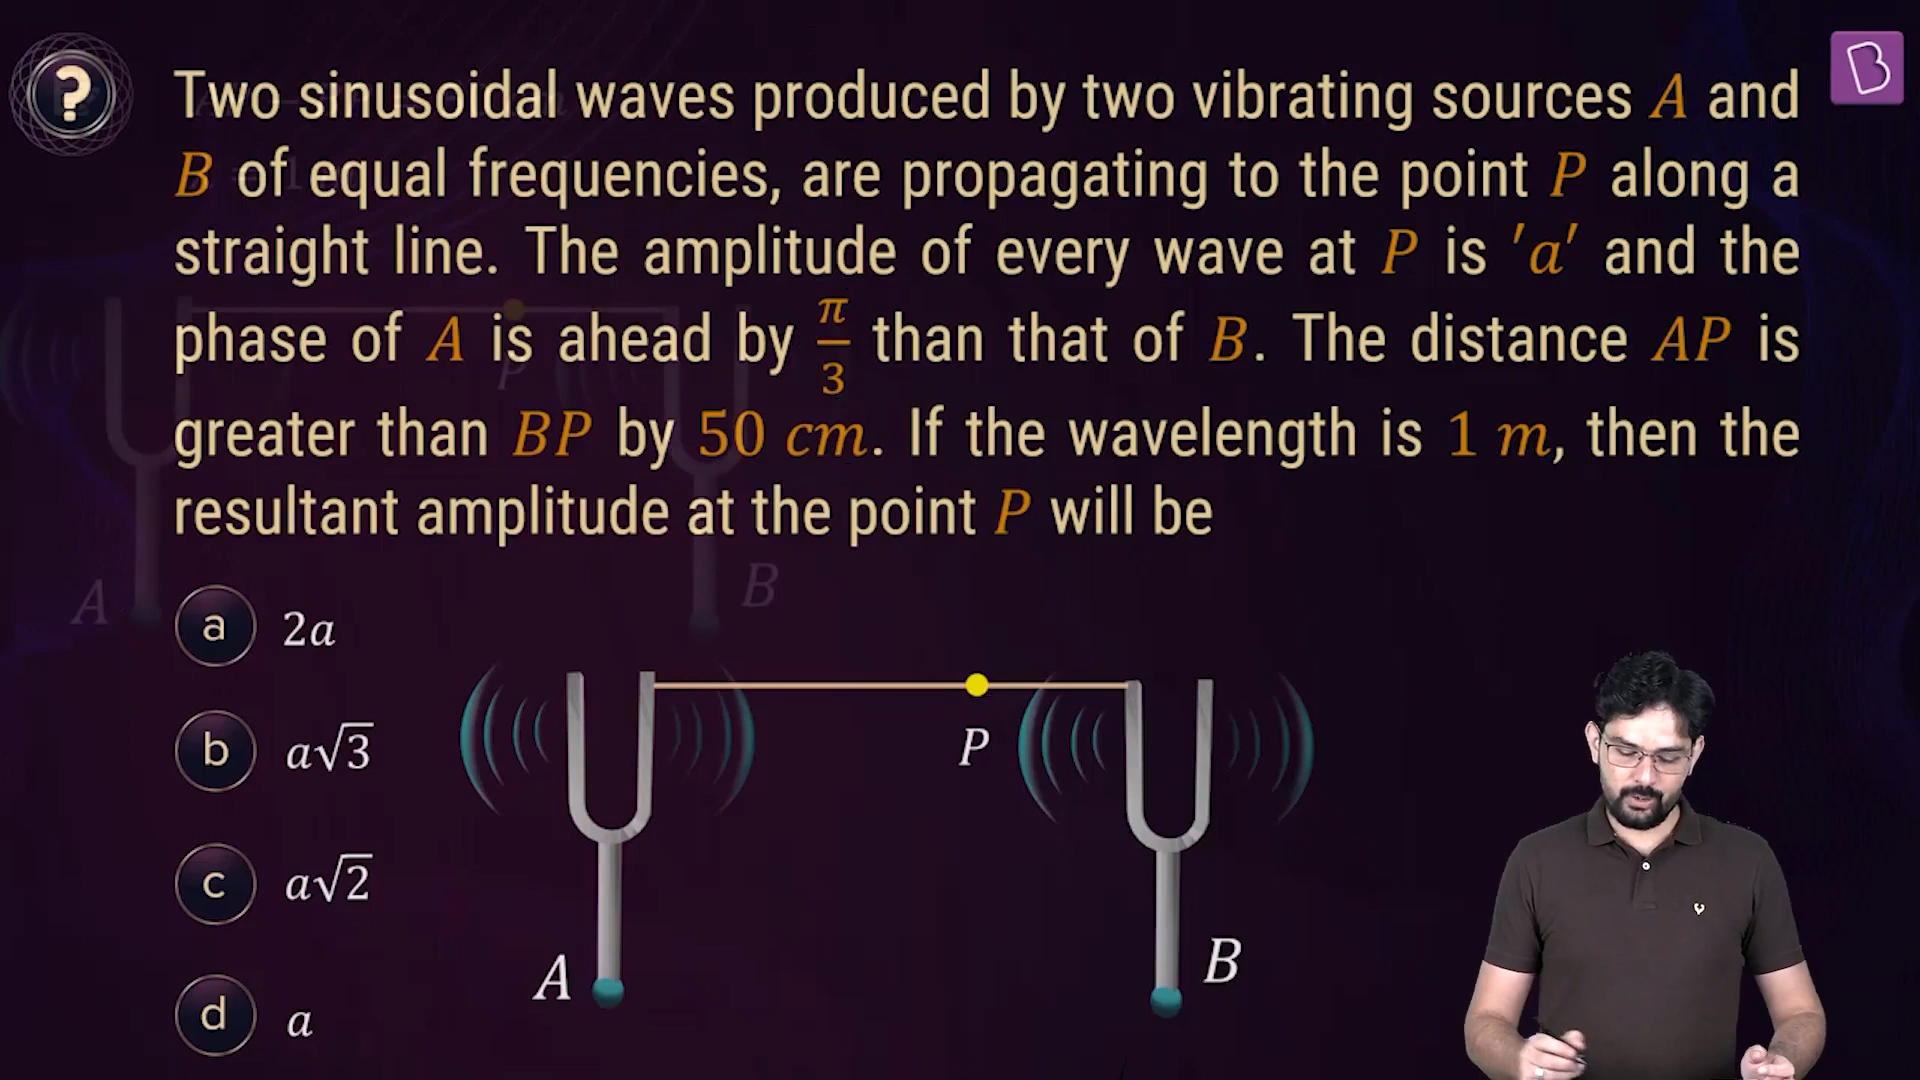 ?
Two sinusoidal waves produced by two vibrating sources A and
B of equal frequencies, are propagating to the point P along a
straight line. The amplitude of every wave at P is 'a' and the
phase of A is ahead by π/3 than that of B. The distance AP is
greater than BP by 50 cm. If the wavelength is 1 m, then the
resultant amplitude at the point P will be
a 2a
b a√3
c a√2
d a
P
A
B
A
B
P
B